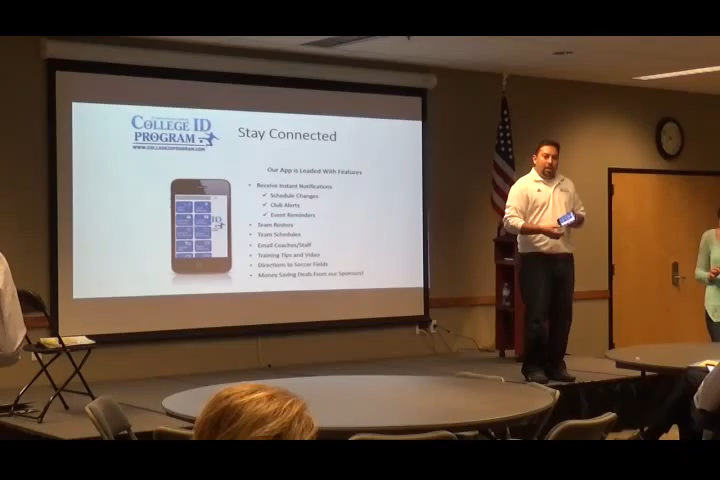 COLLEGE ID
PROGRAM
WWW.COLLEGEIDPROGRAM.COM
Stay Connected
Our App is Loaded With Features
• Receive Instant Notifications
✓ Schedule Changes
✓ Club Alerts
✓ Event Reminders
• Team Rosters
• Team Schedules
• Email Coaches/Staff
• Training Tips and Video
• Directions to Soccer Fields
• Money Saving Deals From our Sponsors!